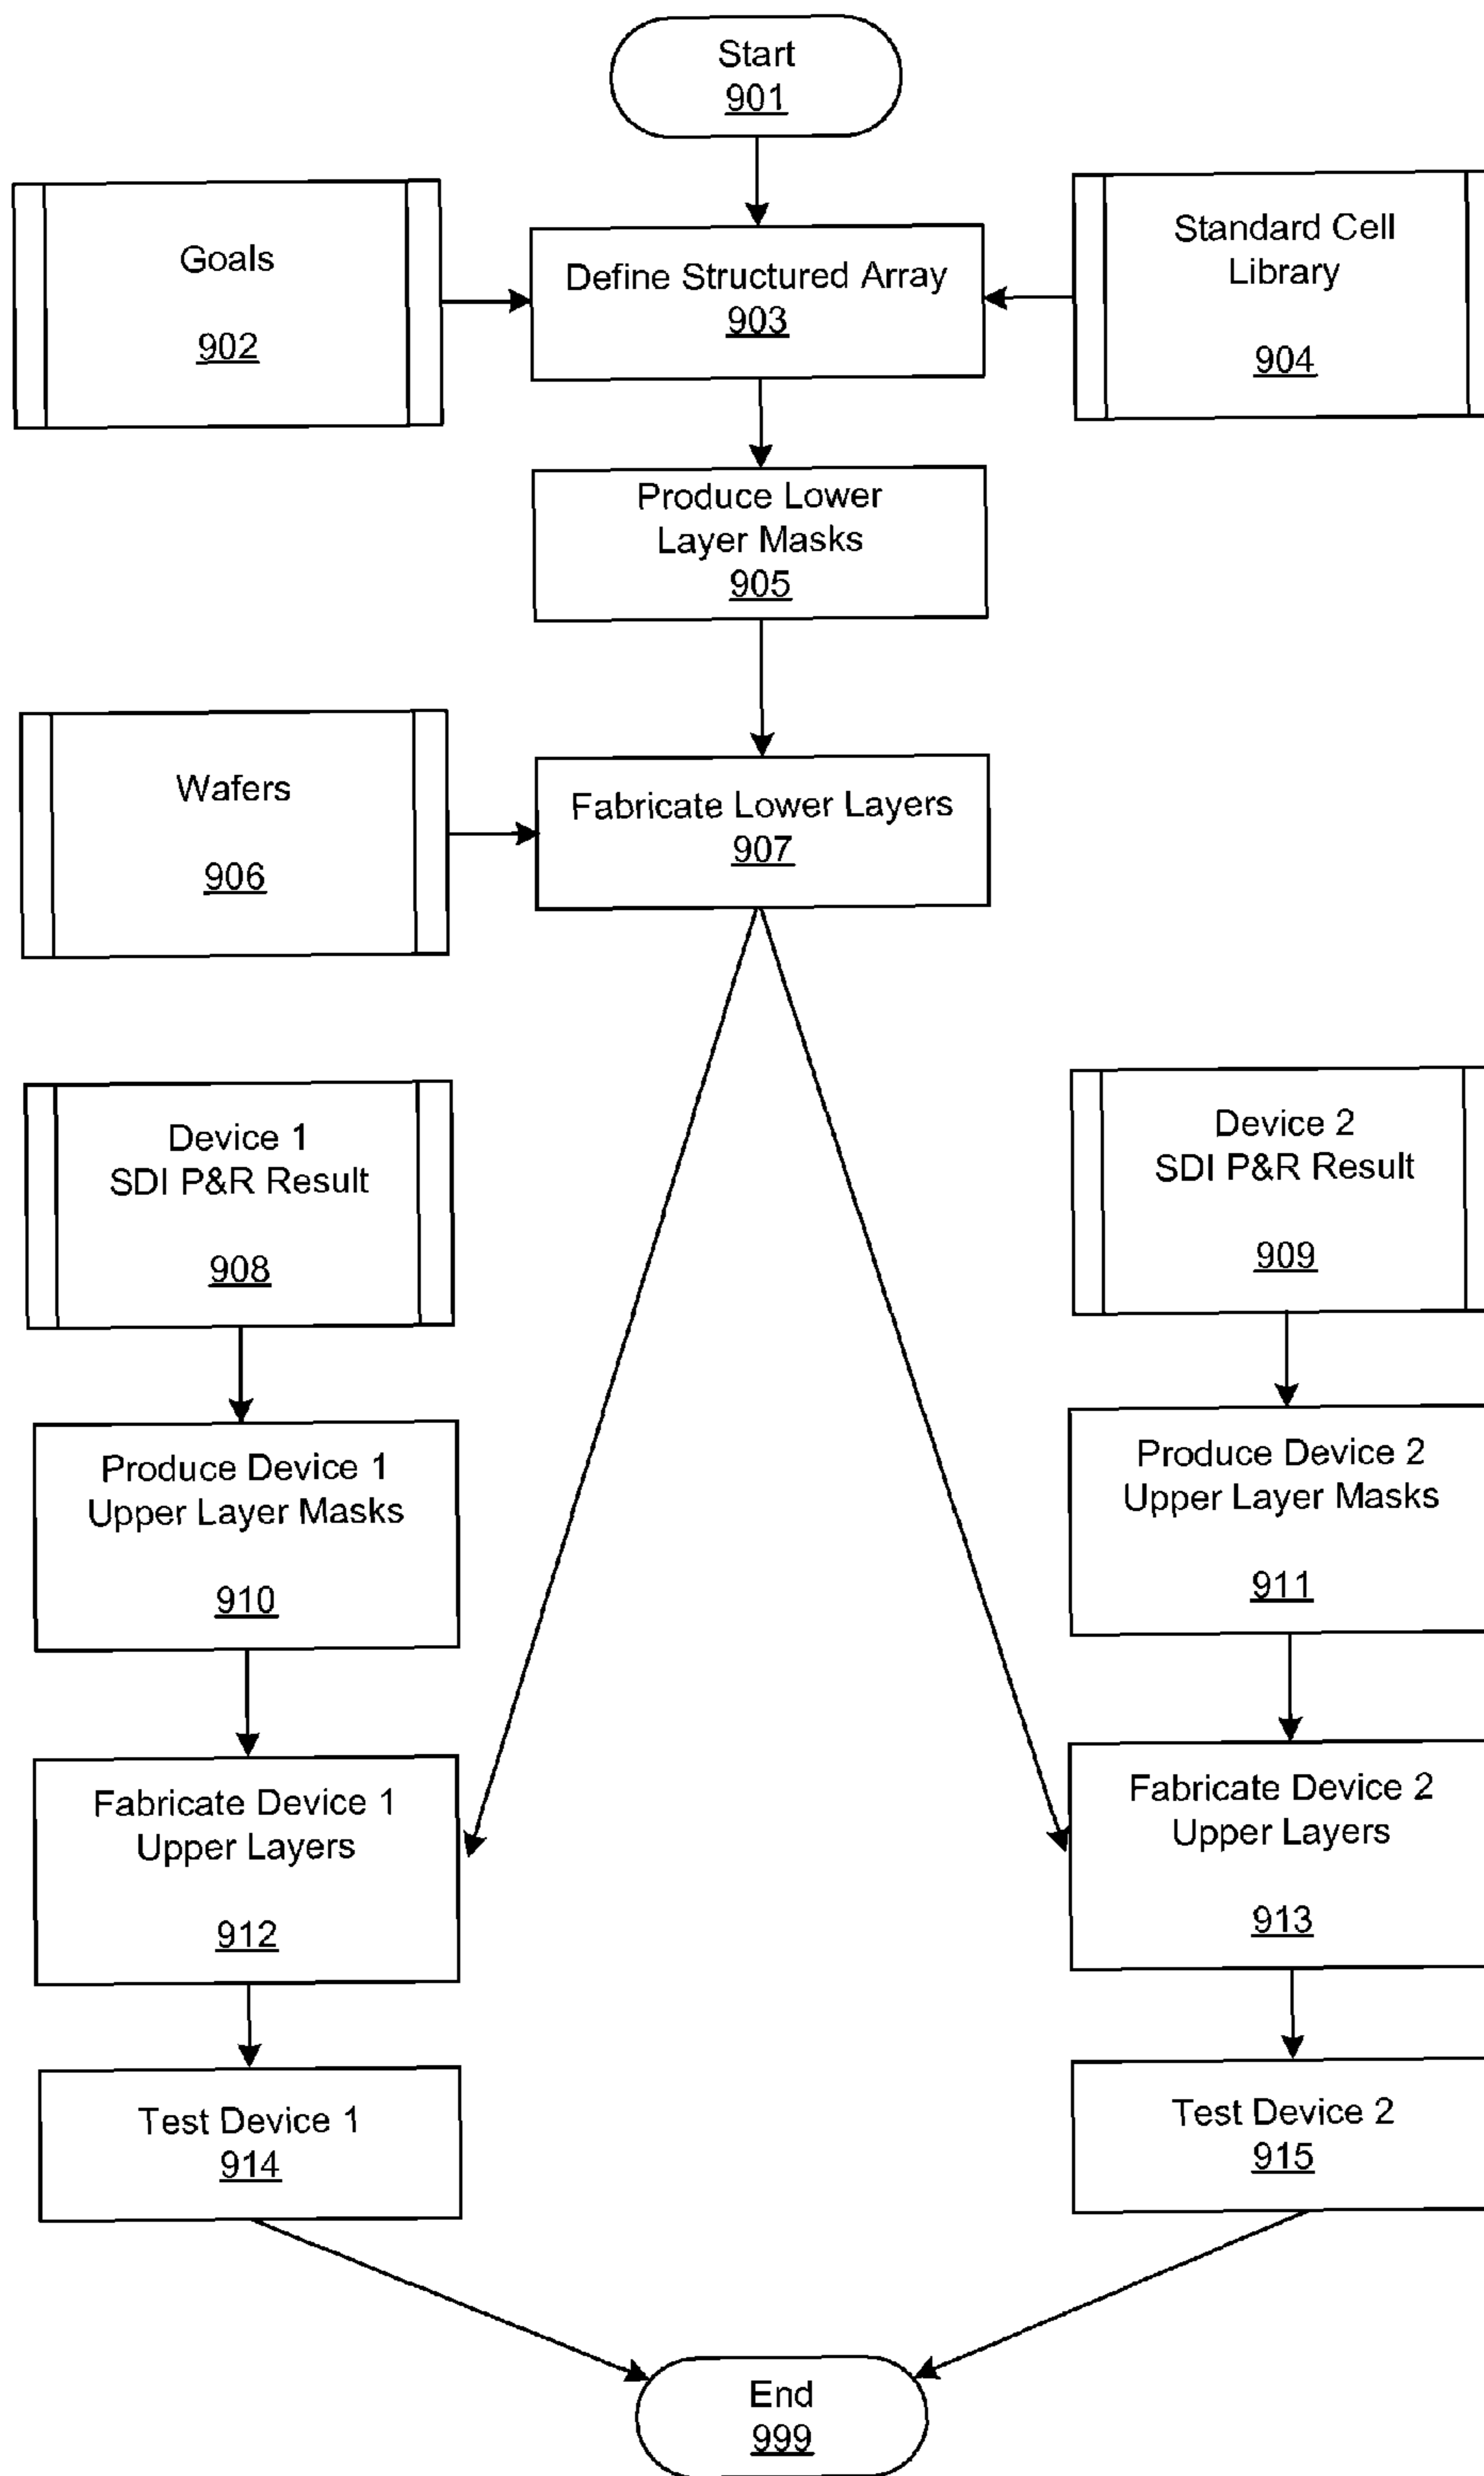 Start
901
Goals
902
Define Structured Array
903
Standard Cell
Library
904
Produce Lower
Layer Masks
905
Wafers
906
Fabricate Lower Layers
907
Device 1
SDI P&R Result
908
Device 2
SDI P&R Result
909
Produce Device 1
Upper Layer Masks
910
Produce Device 2
Upper Layer Masks
911
Fabricate Device 1
Upper Layers
912
Fabricate Device 2
Upper Layers
913
Test Device 1
914
Test Device 2
915
End
999